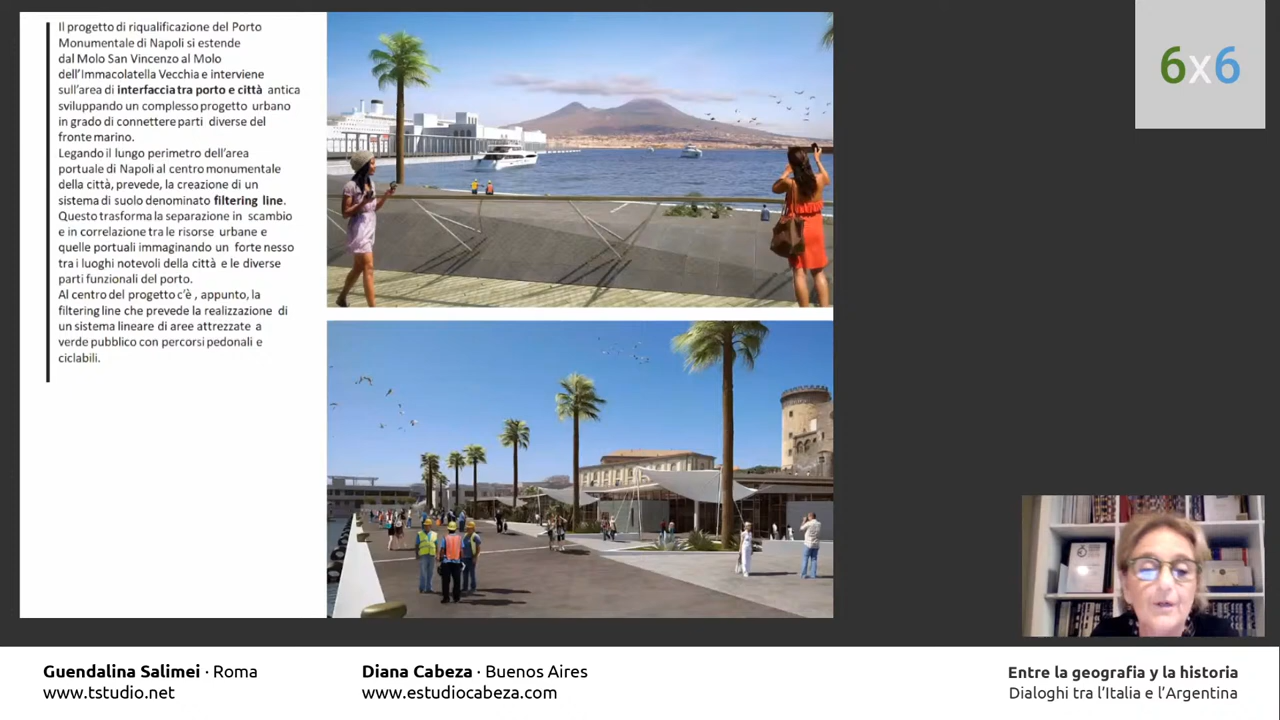 Il progetto di riqualificazione del Porto
Monumentale di Napoli si estende
dal Molo San Vincenzo al Molo
dell'Immacolatella Vecchia e interviene
sull'area di interfaccia tra porto e città antica
sviluppando un complesso progetto urbano
in grado di connettere parti diverse del
fronte marino.
Legando il lungo perimetro dell'area
portuale di Napoli al centro monumentale
della città, prevede, la creazione di un
sistema di suolo denominato filtering line.
Questo trasforma la separazione in scambio
e in correlazione tra le risorse urbane e
quelle portuali immaginando un forte nesso
tra i luoghi notevoli della città e le diverse
parti funzionali del porto.
Al centro del progetto c'è , appunto, la
filtering line che prevede la realizzazione di
un sistema lineare di aree attrezzate a
verde pubblico con percorsi pedonali e
ciclabili.
6x6
Guendalina Salimei · Roma
www.tstudio.net
Diana Cabeza · Buenos Aires
www.estudiocabeza.com
Entre la geografia y la historia
Dialoghi tra l'Italia e l'Argentina